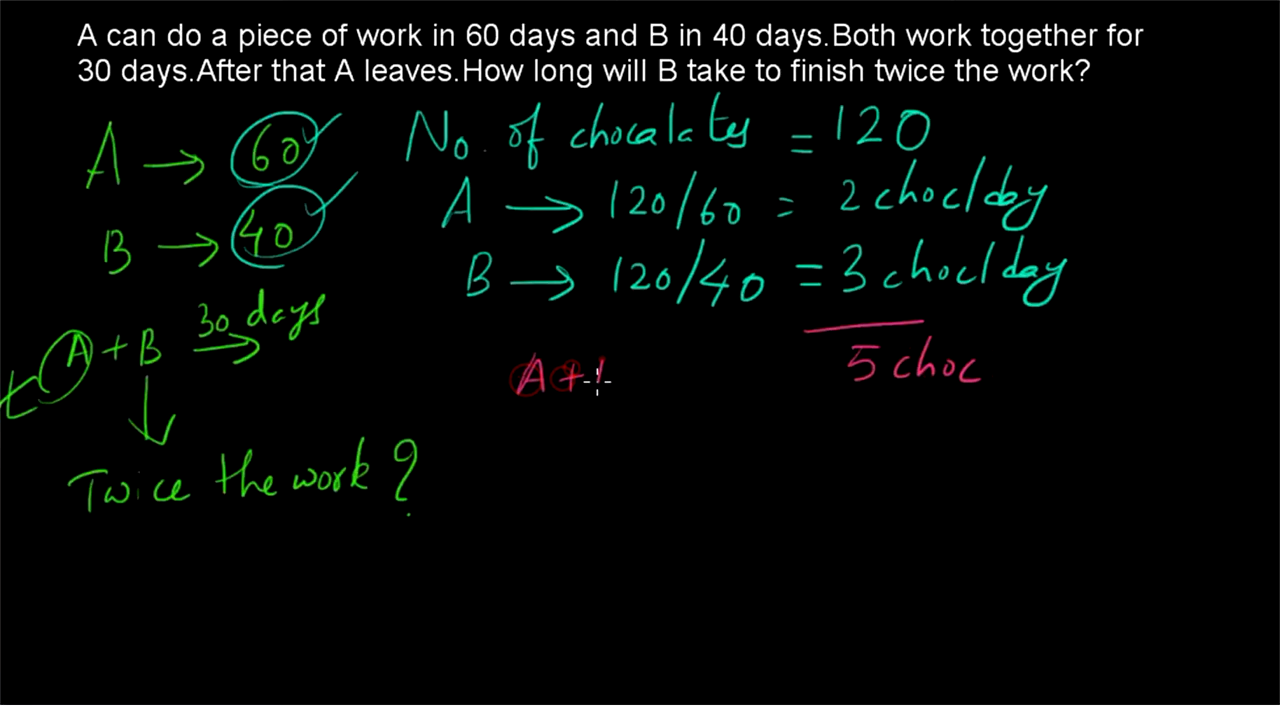 A can do a piece of work in 60 days and B in 40 days.Both work together for
30 days.After that A leaves.How long will B take to finish twice the work?
No. of chocalates = 120
A → 60
A → 120/60 = 2 choc/day
B → 40
B → 120/40 = 3 choc/day
A + B 30 days →
5 choc
A +
Twice the work?